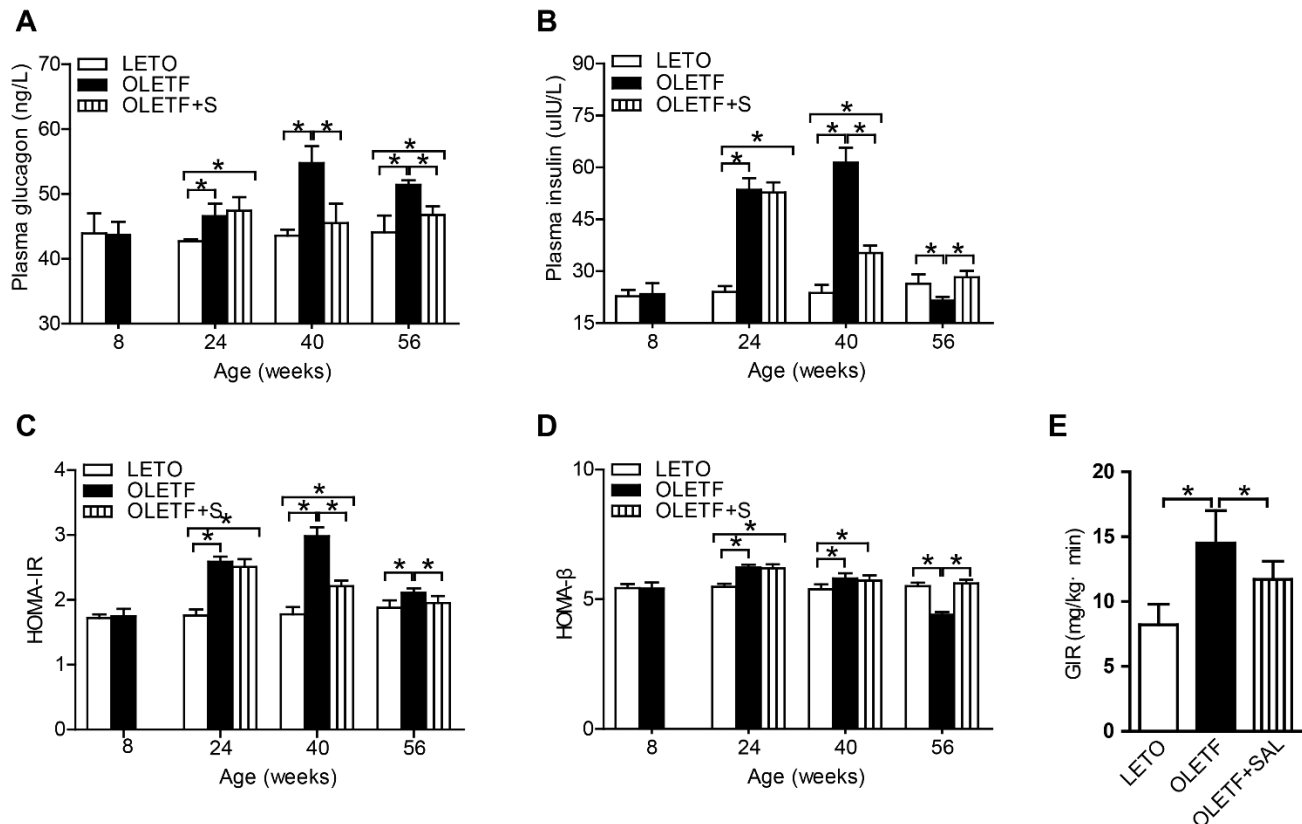 A
Plasma glucagon (ng/L)
70
60
50
40
30
LETO
OLETF
OLETF+S
*
*
*
*
*
*
*
8
24
40
56
Age (weeks)
B
Plasma insulin (uIU/L)
90
75
60
45
30
15
LETO
OLETF
OLETF+S
*
*
*
*
*
*
*
8
24
40
56
Age (weeks)
C
HOMA-IR
4
3
2
1
0
LETO
OLETF
OLETF+S
*
*
*
*
*
*
*
8
24
40
56
Age (weeks)
D
HOMA-β
10
5
0
LETO
OLETF
OLETF+S
*
*
*
*
*
*
8
24
40
56
Age (weeks)
E
GIR (mg/kg· min)
20
15
10
5
0
*
*
LETO
OLETF
OLETF+SAL